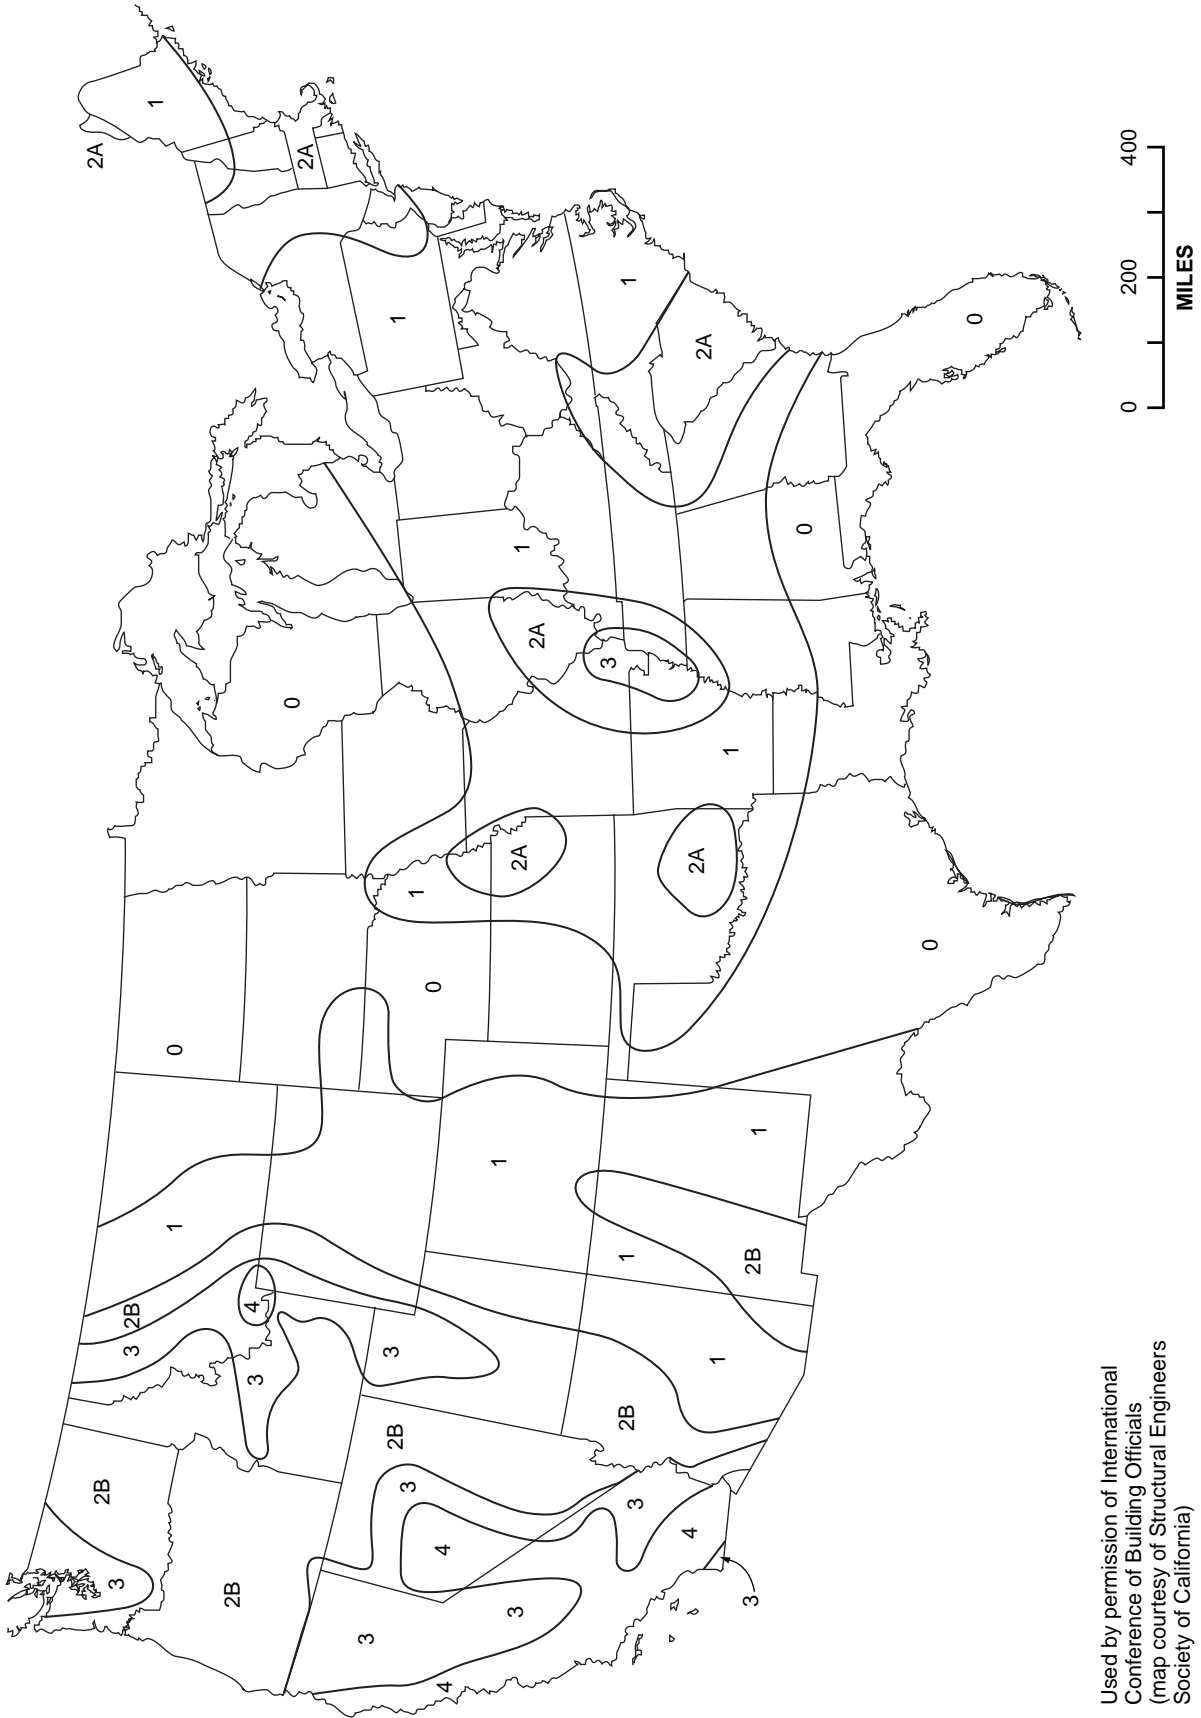 2B
2A
3
3
2B
1
1
0
2B
3
4
0
2A
3
2B
3
1
3
0
1
4
4
3
1
2A
1
2A
3
3
2B
1
1
4
2A
2A
1
1
3
2B
1
0
0
0
Used by permission of International
Conference of Building Officials
(map courtesy of Structural Engineers
Society of California)
0 200 400
MILES